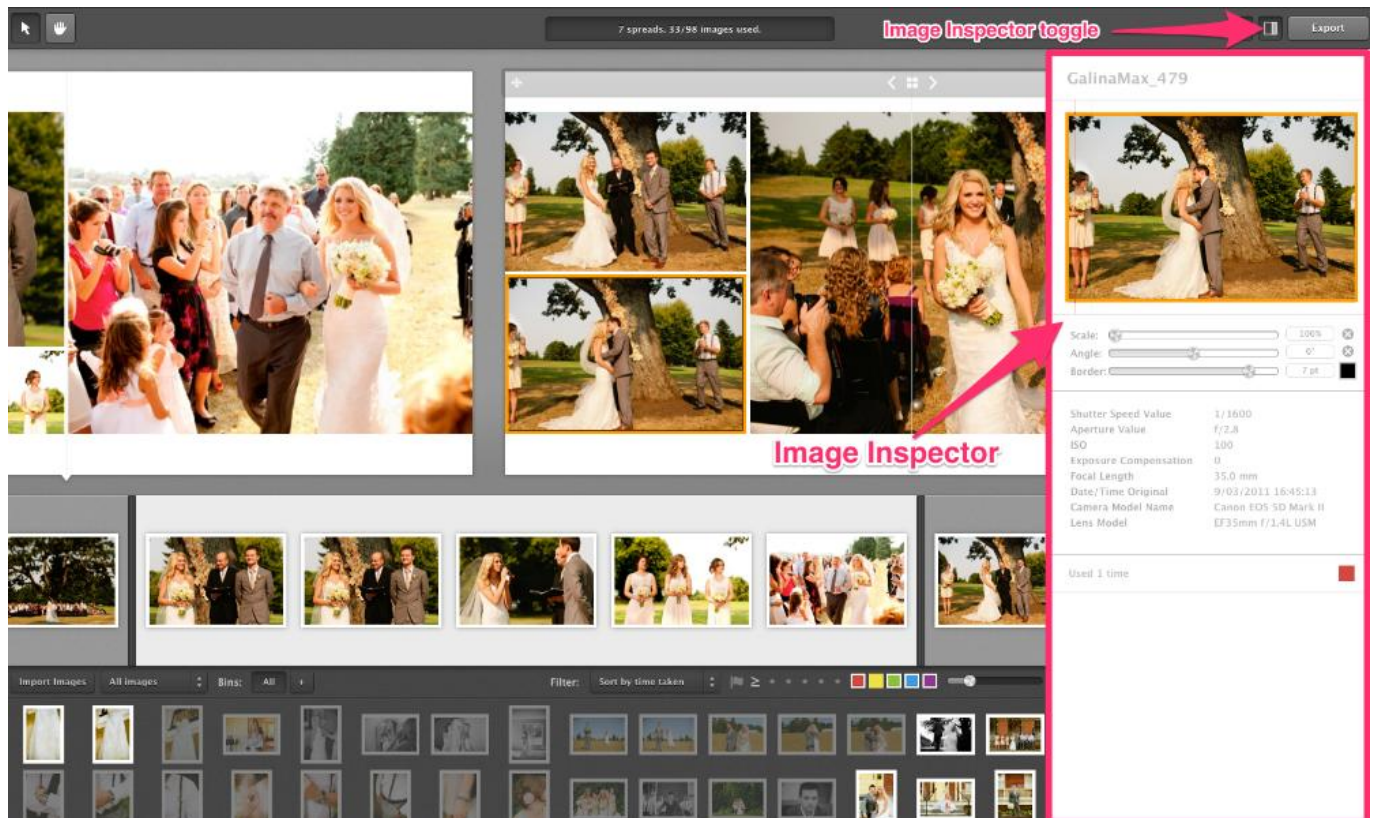 7 spreads. 33/98 images used.
Image Inspector toggle
Export
GalinaMax_479
Scale: 100%
Angle: 0°
Border: 7 pt
Image Inspector
Shutter Speed Value 1/1600
Aperture Value f/2.8
ISO 100
Exposure Compensation 0
Focal Length 35.0 mm
Date/Time Original 9/03/2011 16:45:13
Camera Model Name Canon EOS 5D Mark II
Lens Model EF35mm f/1.4L USM
Used 1 time
Import Images All images Bins: All + Filter: Sort by time taken ≥